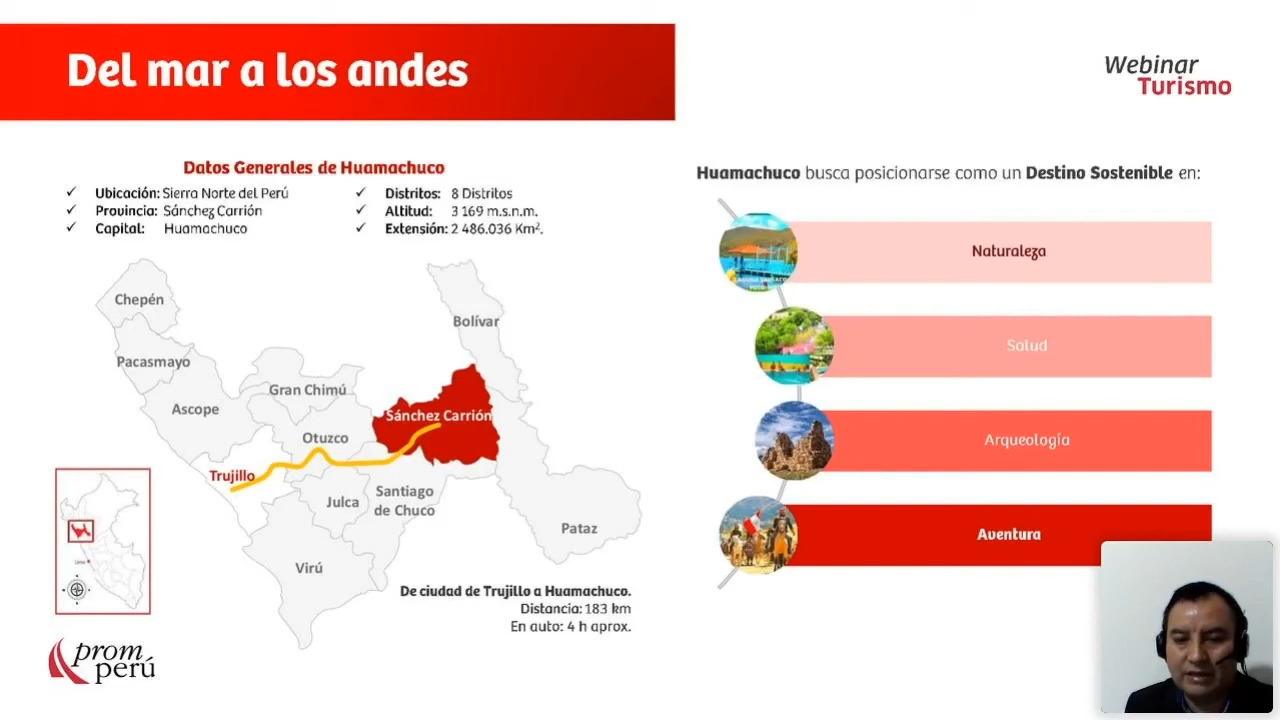 Del mar a los andes
Webinar
Turismo
Datos Generales de Huamachuco
✓ Ubicación: Sierra Norte del Perú
✓ Provincia: Sánchez Carrión
✓ Capital: Huamachuco
✓ Distritos: 8 Distritos
✓ Altitud: 3 169 m.s.n.m.
✓ Extensión: 2 486.036 Km².
Chepén
Pacasmayo
Ascope
Gran Chimú
Otuzco
Bolívar
Sánchez Carrión
Trujillo
Julca
Santiago
de Chuco
Virú
Pataz
Lima
De ciudad de Trujillo a Huamachuco.
Distancia: 183 km
En auto: 4 h aprox.
prom
perú
Huamachuco busca posicionarse como un Destino Sostenible en:
Naturaleza
Salud
Arqueología
Aventura